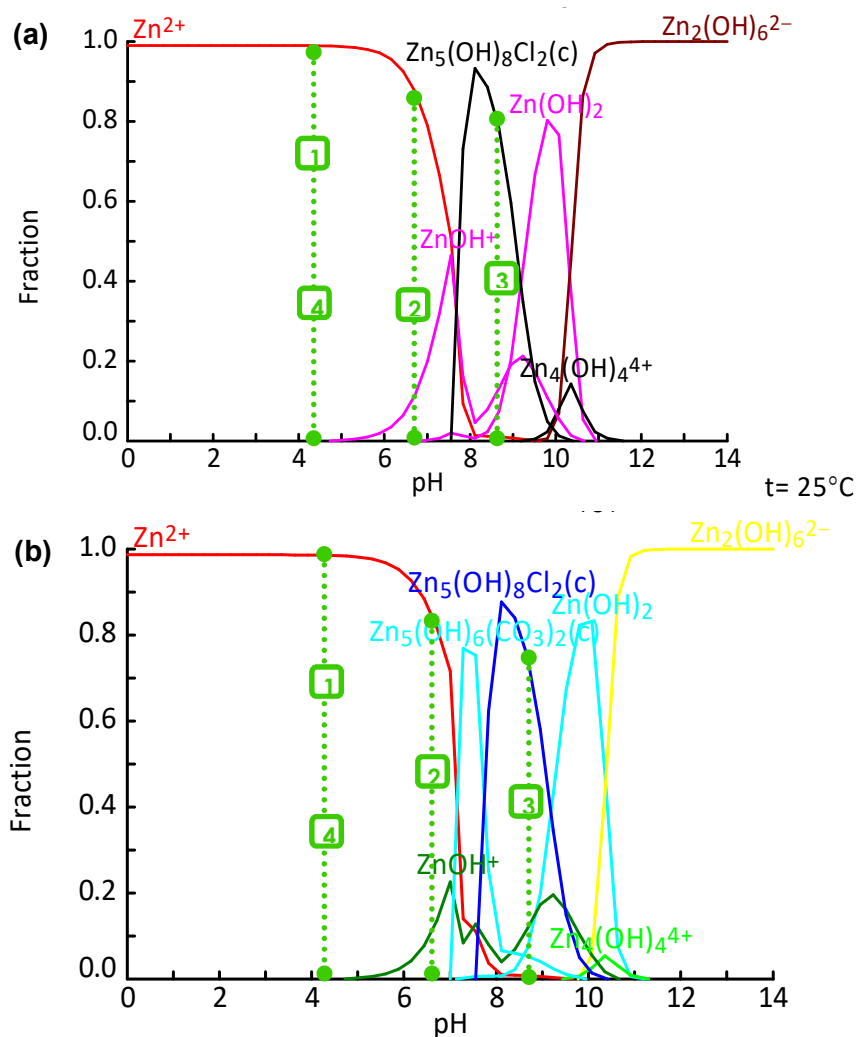 (a)
Zn²⁺
Zn₂(OH)₆²⁻
Zn₅(OH)₈Cl₂(c)
Zn(OH)₂
ZnOH⁺
Zn₄(OH)₄⁴⁺
1
4
2
3
Fraction
1.0
0.8
0.6
0.4
0.2
0.0
0 2 4 6 8 10 12 14
pH
t= 25°C
(b)
Zn²⁺
Zn₂(OH)₆²⁻
Zn₅(OH)₈Cl₂(c)
Zn(OH)₂
Zn₅(OH)₆(CO₃)₂(c)
ZnOH⁺
Zn₄(OH)₄⁴⁺
1
2
3
4
Fraction
1.0
0.8
0.6
0.4
0.2
0.0
0 2 4 6 8 10 12 14
pH